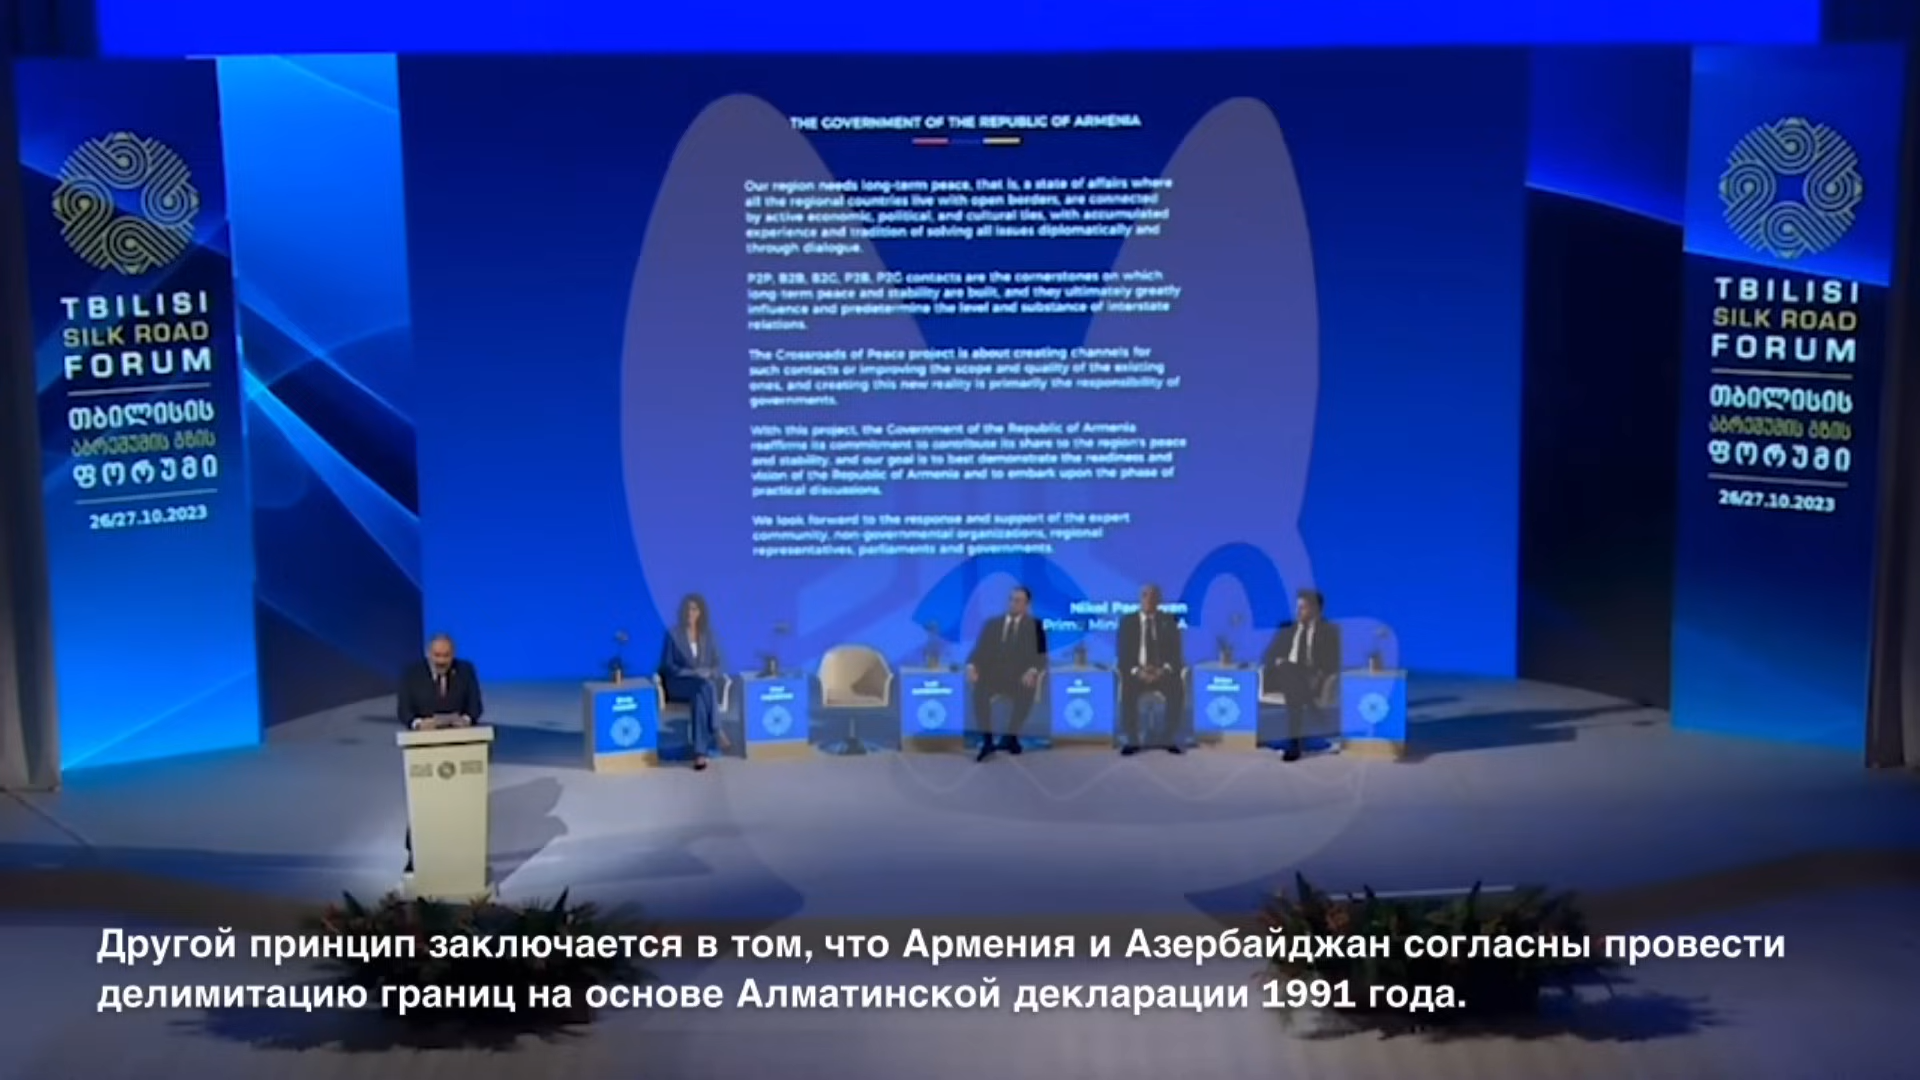 THE GOVERNMENT OF THE REPUBLIC OF ARMENIA
Our region needs long-term peace, that is, a state of affairs where
all the regional countries live with open borders, are connected
by active economic, political, and cultural ties, with accumulated
experience and tradition of solving all issues diplomatically and
through dialogue.
P2P, B2B, B2G, P2B, P2G contacts are the cornerstones on which
long-term peace and stability are built, and they ultimately greatly
influence and predetermine the level and substance of interstate
relations.
The Crossroads of Peace project is about creating channels for
such contacts or improving the scope and quality of the existing
ones, and creating this new reality is primarily the responsibility of
governments.
With this project, the Government of the Republic of Armenia
reaffirms its commitment to contribute its share to the region's peace
and stability, and our goal is to best demonstrate the readiness and
vision of the Republic of Armenia and to embark upon the phase of
practical discussions.
We look forward to the response and support of the expert
community, non-governmental organizations, regional
representatives, parliaments and governments.
Nikol
TBILISI
SILK ROAD
FORUM
თბილისის
აბრეშუმის გზის
ფორუმი
26/27.10.2023
TBILISI
SILK ROAD
FORUM
თბილისის
აბრეშუმის გზის
ფორუმი
26/27.10.2023
Другой принцип заключается в том, что Армения и Азербайджан согласны провести
делимитацию границ на основе Алматинской декларации 1991 года.